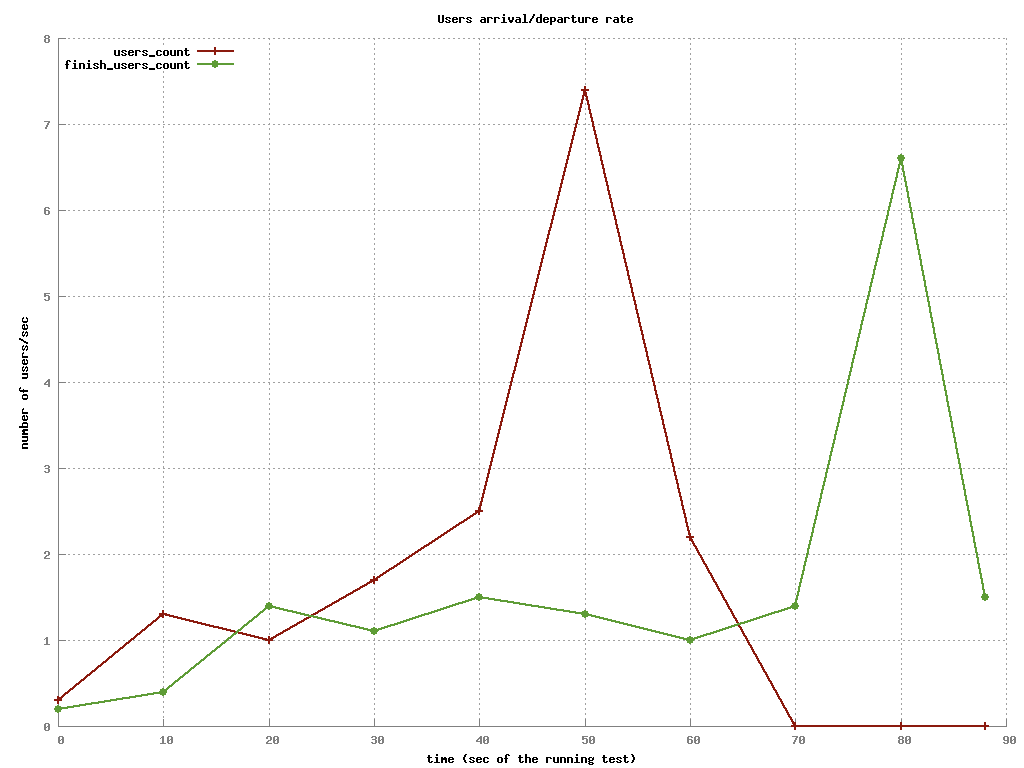 Users arrival/departure rate
users_count
finish_users_count
8
7
6
5
4
3
2
1
0
number of users/sec
0 10 20 30 40 50 60 70 80 90
time (sec of the running test)